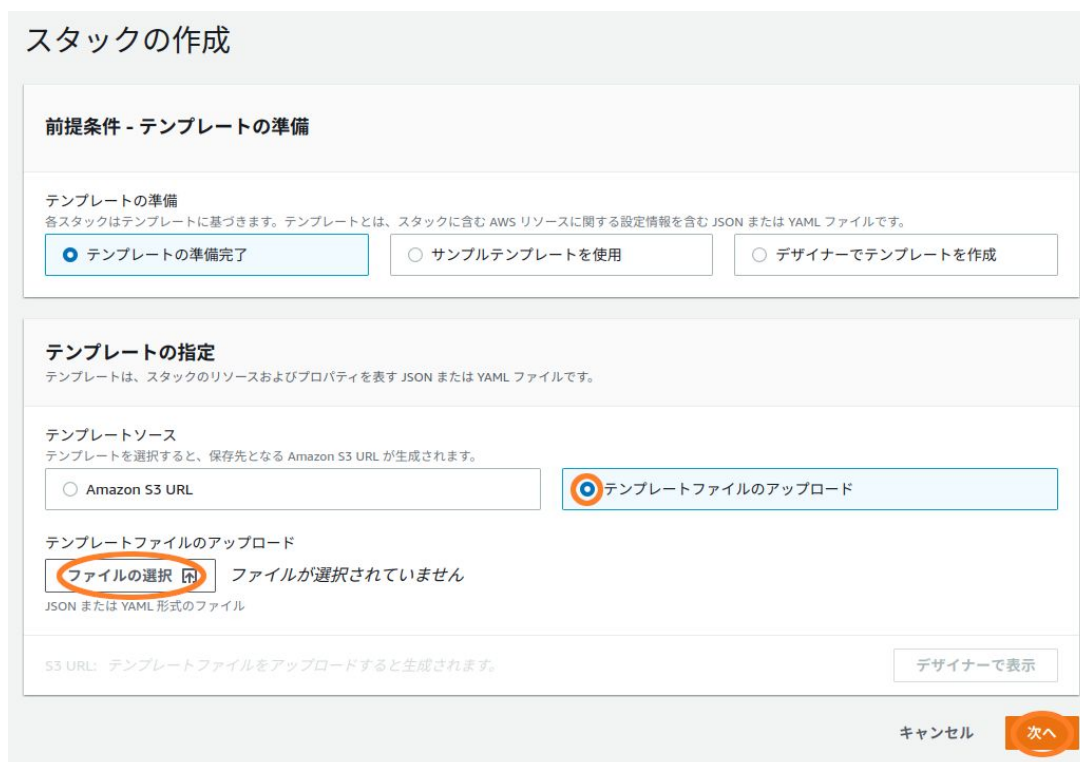 スタックの作成
前提条件 - テンプレートの準備
テンプレートの準備
各スタックはテンプレートに基づきます。テンプレートとは、スタックに含む AWS リソースに関する設定情報を含む JSON または YAML ファイルです。
テンプレートの準備完了
サンプルテンプレートを使用
デザイナーでテンプレートを作成
テンプレートの指定
テンプレートは、スタックのリソースおよびプロパティを表す JSON または YAML ファイルです。
テンプレートソース
テンプレートを選択すると、保存先となる Amazon S3 URL が生成されます。
Amazon S3 URL
テンプレートファイルのアップロード
テンプレートファイルのアップロード
ファイルの選択
ファイルが選択されていません
JSON または YAML 形式のファイル
S3 URL: テンプレートファイルをアップロードすると生成されます。
デザイナーで表示
キャンセル
次へ